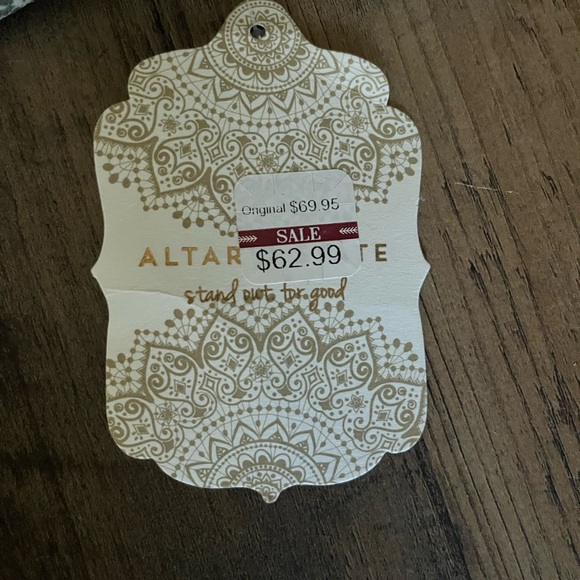 Original $69.95
SALE
$62.99
ALTAR TE
stand out for good